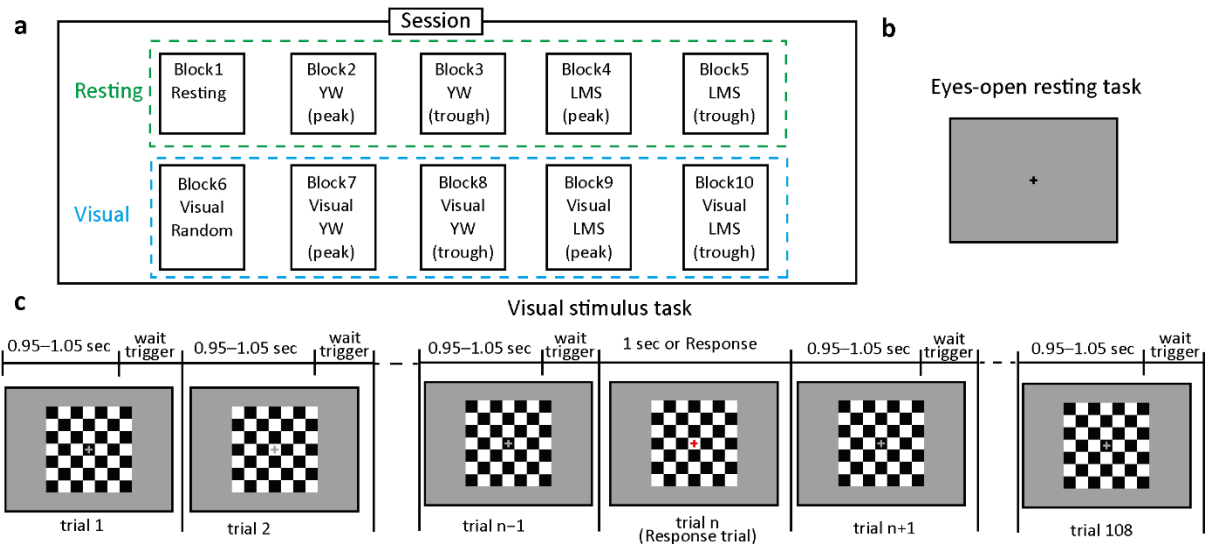 a
Session
b
Resting
Block1
Resting
Block2
YW
(peak)
Block3
YW
(trough)
Block4
LMS
(peak)
Block5
LMS
(trough)
Visual
Block6
Visual
Random
Block7
Visual
YW
(peak)
Block8
Visual
YW
(trough)
Block9
Visual
LMS
(peak)
Block10
Visual
LMS
(trough)
Eyes-open resting task
c
Visual stimulus task
0.95–1.05 sec
wait
trigger
0.95–1.05 sec
wait
trigger
0.95–1.05 sec
wait
trigger
1 sec or Response
0.95–1.05 sec
wait
trigger
0.95–1.05 sec
wait
trigger
trial 1
trial 2
trial n−1
trial n
(Response trial)
trial n+1
trial 108